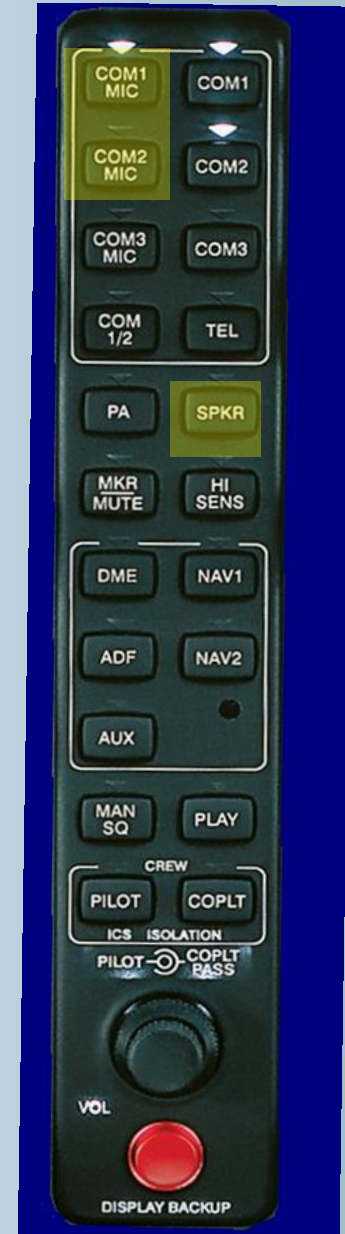 COM1
MIC
COM1
COM2
MIC
COM2
COM3
MIC
COM3
COM
1/2
TEL
PA
SPKR
MKR
MUTE
HI
SENS
DME
NAV1
ADF
NAV2
AUX
MAN
SQ
PLAY
CREW
PILOT
COPLT
ICS ISOLATION
PILOT COPLT
PASS
VOL
DISPLAY BACKUP